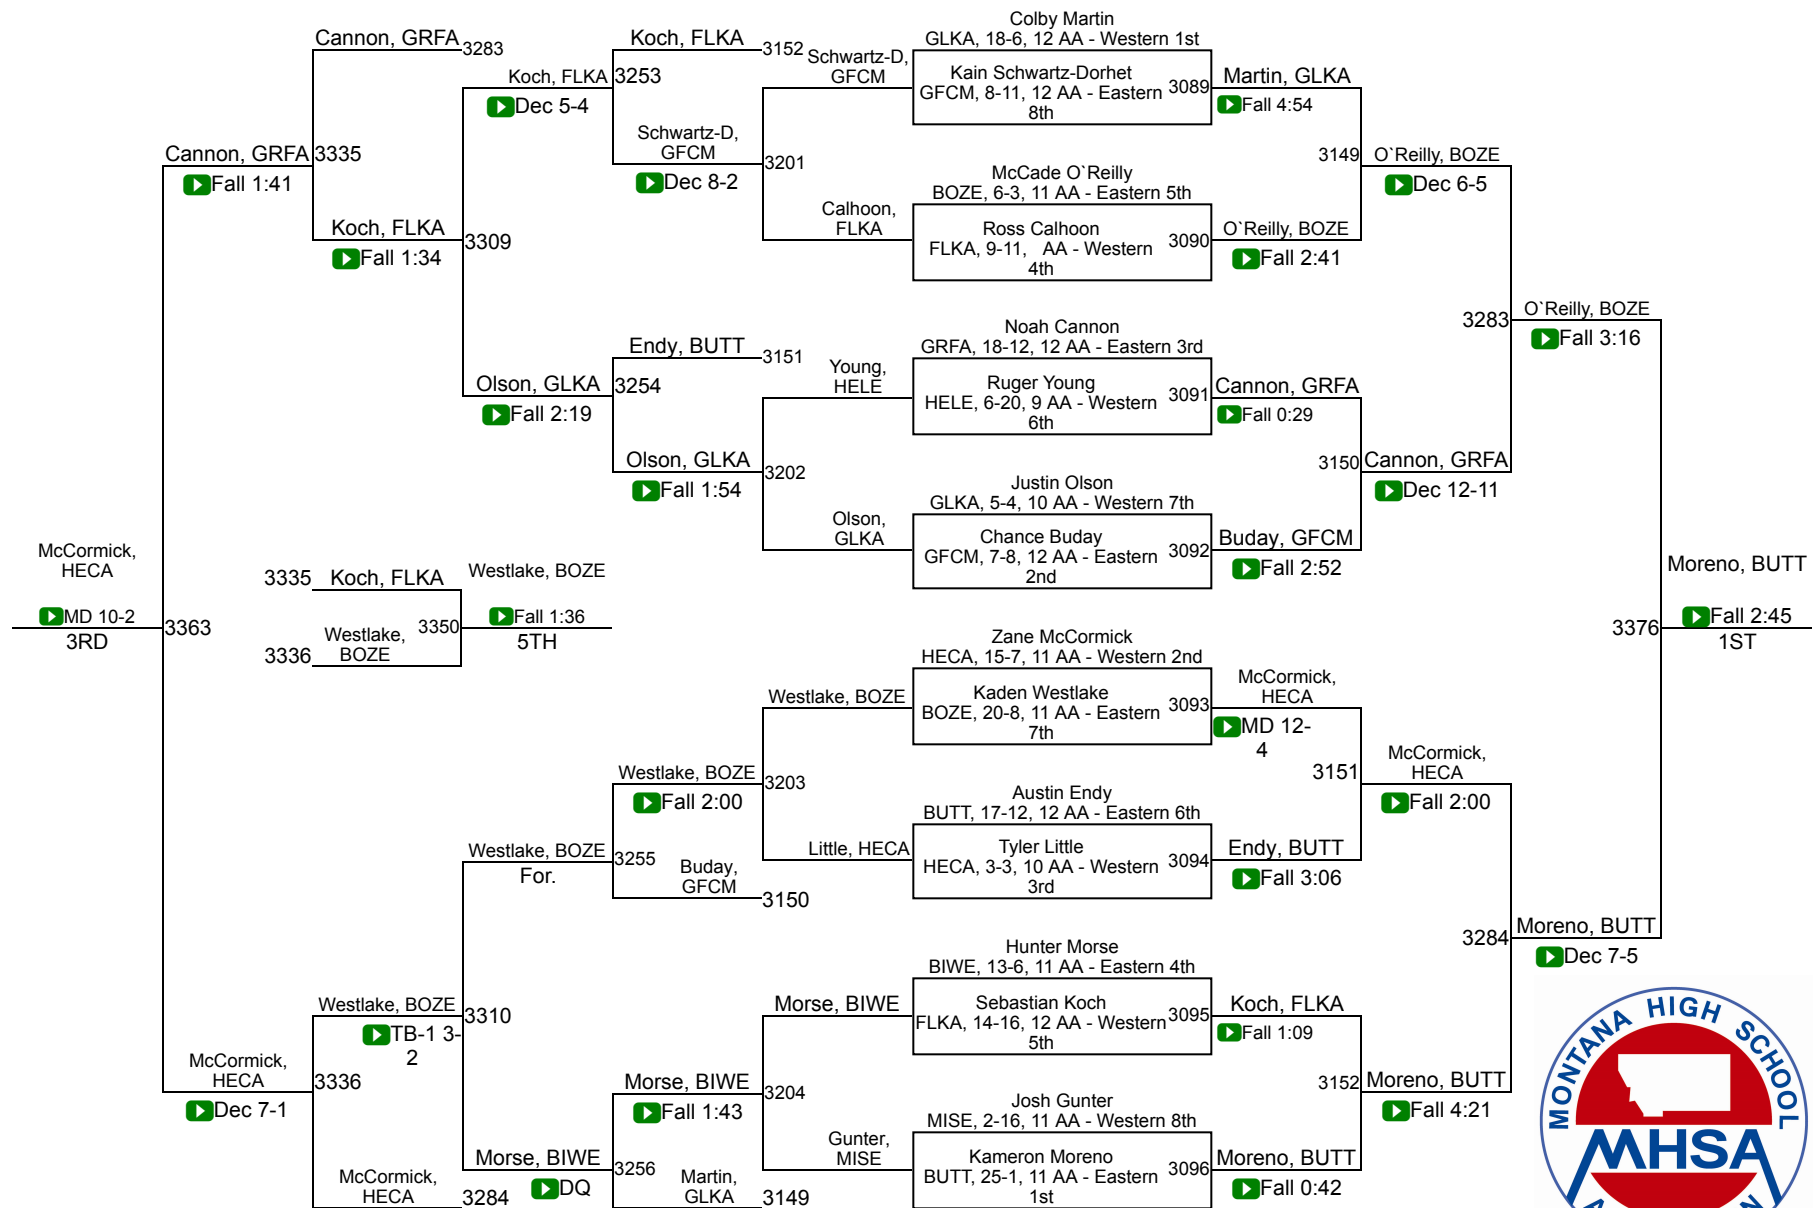 Cannon, GRFA
3283
Koch, FLKA
3152
Colby Martin
GLKA, 18-6, 12 AA - Western 1st
Schwartz-D,
GFCM
Kain Schwartz-Dorhet
GFCM, 8-11, 12 AA - Eastern
8th
3089
Martin, GLKA
Fall 4:54
Koch, FLKA
3253
Dec 5-4
Schwartz-D,
GFCM
3201
Dec 8-2
Cannon, GRFA
3335
Fall 1:41
3149
O`Reilly, BOZE
Dec 6-5
McCade O`Reilly
BOZE, 6-3, 11 AA - Eastern 5th
Calhoon,
FLKA
Ross Calhoon
FLKA, 9-11, AA - Western
4th
3090
O`Reilly, BOZE
Fall 2:41
Koch, FLKA
3309
Fall 1:34
3283
O`Reilly, BOZE
Fall 3:16
Noah Cannon
GRFA, 18-12, 12 AA - Eastern 3rd
Endy, BUTT
3151
Young,
HELE
Ruger Young
HELE, 6-20, 9 AA - Western
6th
3091
Cannon, GRFA
Fall 0:29
Olson, GLKA
3254
Fall 2:19
Olson, GLKA
3202
Fall 1:54
3150
Cannon, GRFA
Dec 12-11
Justin Olson
GLKA, 5-4, 10 AA - Western 7th
Olson,
GLKA
Chance Buday
GFCM, 7-8, 12 AA - Eastern
2nd
3092
Buday, GFCM
Fall 2:52
McCormick,
HECA
MD 10-2
3RD
3363
3335
Koch, FLKA
Westlake, BOZE
3350
Fall 1:36
5TH
3336
Westlake,
BOZE
Moreno, BUTT
3376
Fall 2:45
1ST
Zane McCormick
HECA, 15-7, 11 AA - Western 2nd
Westlake, BOZE
Kaden Westlake
BOZE, 20-8, 11 AA - Eastern
7th
3093
McCormick,
HECA
MD 12-
4
Westlake, BOZE
3203
Fall 2:00
3151
McCormick,
HECA
Fall 2:00
Austin Endy
BUTT, 17-12, 12 AA - Eastern 6th
Little, HECA
Tyler Little
HECA, 3-3, 10 AA - Western
3rd
3094
Endy, BUTT
Fall 3:06
Westlake, BOZE
3255
For.
Buday,
GFCM
3150
3284
Moreno, BUTT
Dec 7-5
Hunter Morse
BIWE, 13-6, 11 AA - Eastern 4th
Morse, BIWE
Sebastian Koch
FLKA, 14-16, 12 AA - Western
5th
3095
Koch, FLKA
Fall 1:09
Westlake, BOZE
3310
TB-1 3-
2
McCormick,
HECA
3336
Dec 7-1
Morse, BIWE
3204
Fall 1:43
3152
Moreno, BUTT
Fall 4:21
Josh Gunter
MISE, 2-16, 11 AA - Western 8th
Gunter,
MISE
Kameron Moreno
BUTT, 25-1, 11 AA - Eastern
1st
3096
Moreno, BUTT
Fall 0:42
Morse, BIWE
3256
DQ
McCormick,
HECA
3284
Martin,
GLKA
3149
MONTANA HIGH SCHOOL
MHSA